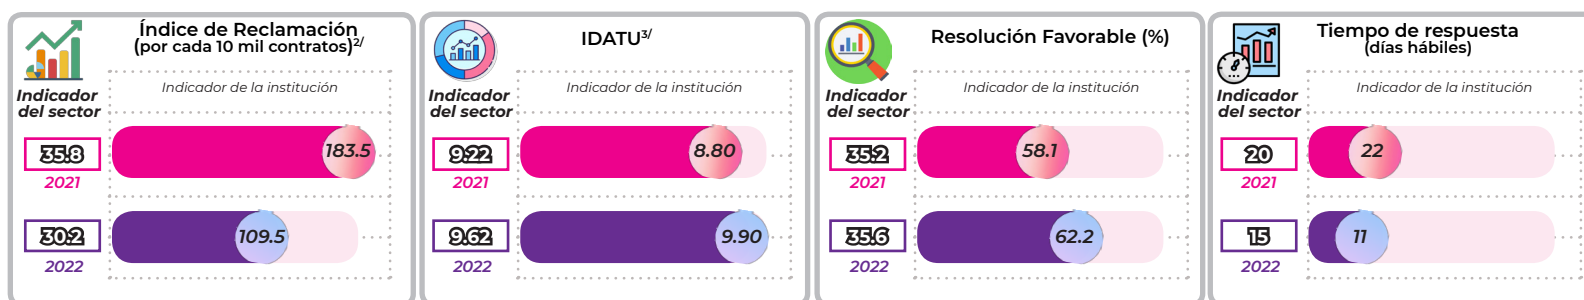 Índice de Reclamación
(por cada 10 mil contratos)2/
Indicador de la institución
Indicador
del sector
35.8
2021
183.5
30.2
2022
109.5
IDATU3/
Indicador de la institución
Indicador
del sector
9.22
2021
8.80
9.62
2022
9.90
Resolución Favorable (%)
Indicador de la institución
Indicador
del sector
35.2
2021
58.1
35.6
2022
62.2
Tiempo de respuesta
(días hábiles)
Indicador de la institución
Indicador
del sector
20
2021
22
15
2022
11